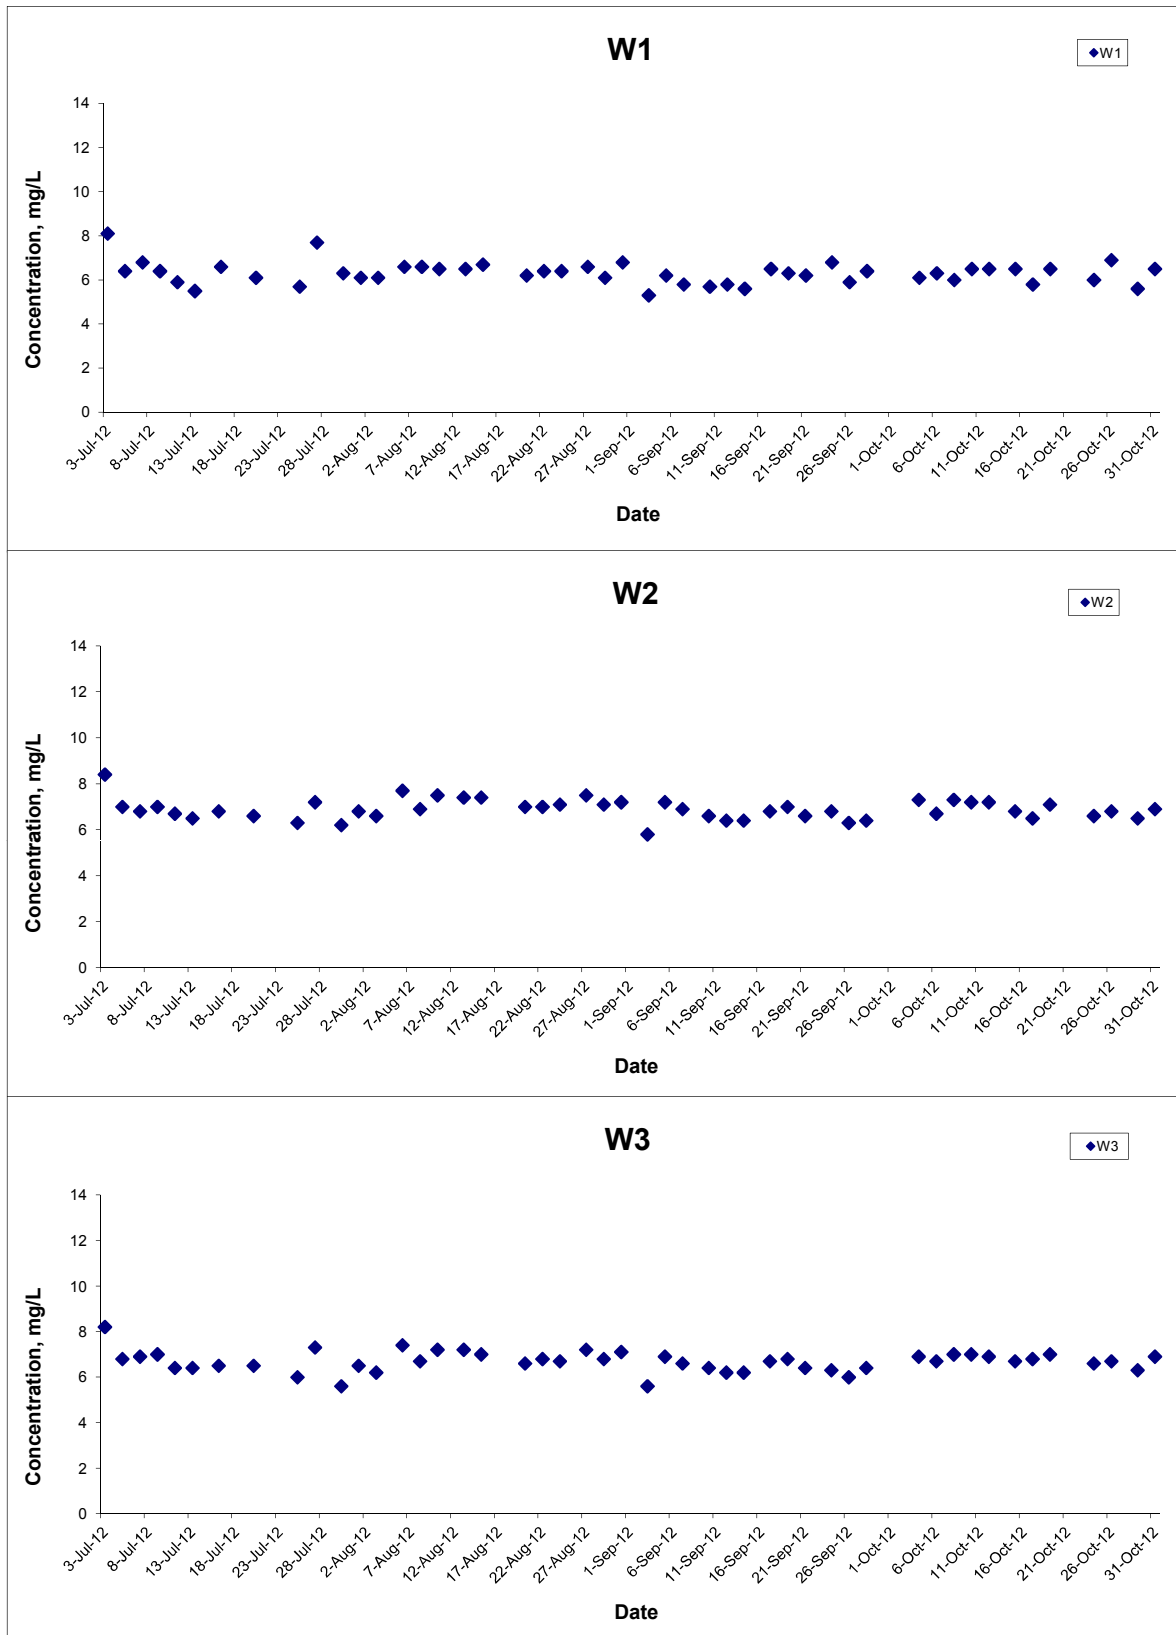 W1
W1
14
12
10
8
6
4
2
0
Concentration, mg/L
3-Jul-12
8-Jul-12
13-Jul-12
18-Jul-12
23-Jul-12
28-Jul-12
2-Aug-12
7-Aug-12
12-Aug-12
17-Aug-12
22-Aug-12
27-Aug-12
1-Sep-12
6-Sep-12
11-Sep-12
16-Sep-12
21-Sep-12
26-Sep-12
1-Oct-12
6-Oct-12
11-Oct-12
16-Oct-12
21-Oct-12
26-Oct-12
31-Oct-12
Date
W2
W2
14
12
10
8
6
4
2
0
Concentration, mg/L
3-Jul-12
8-Jul-12
13-Jul-12
18-Jul-12
23-Jul-12
28-Jul-12
2-Aug-12
7-Aug-12
12-Aug-12
17-Aug-12
22-Aug-12
27-Aug-12
1-Sep-12
6-Sep-12
11-Sep-12
16-Sep-12
21-Sep-12
26-Sep-12
1-Oct-12
6-Oct-12
11-Oct-12
16-Oct-12
21-Oct-12
26-Oct-12
31-Oct-12
Date
W3
W3
14
12
10
8
6
4
2
0
Concentration, mg/L
3-Jul-12
8-Jul-12
13-Jul-12
18-Jul-12
23-Jul-12
28-Jul-12
2-Aug-12
7-Aug-12
12-Aug-12
17-Aug-12
22-Aug-12
27-Aug-12
1-Sep-12
6-Sep-12
11-Sep-12
16-Sep-12
21-Sep-12
26-Sep-12
1-Oct-12
6-Oct-12
11-Oct-12
16-Oct-12
21-Oct-12
26-Oct-12
31-Oct-12
Date